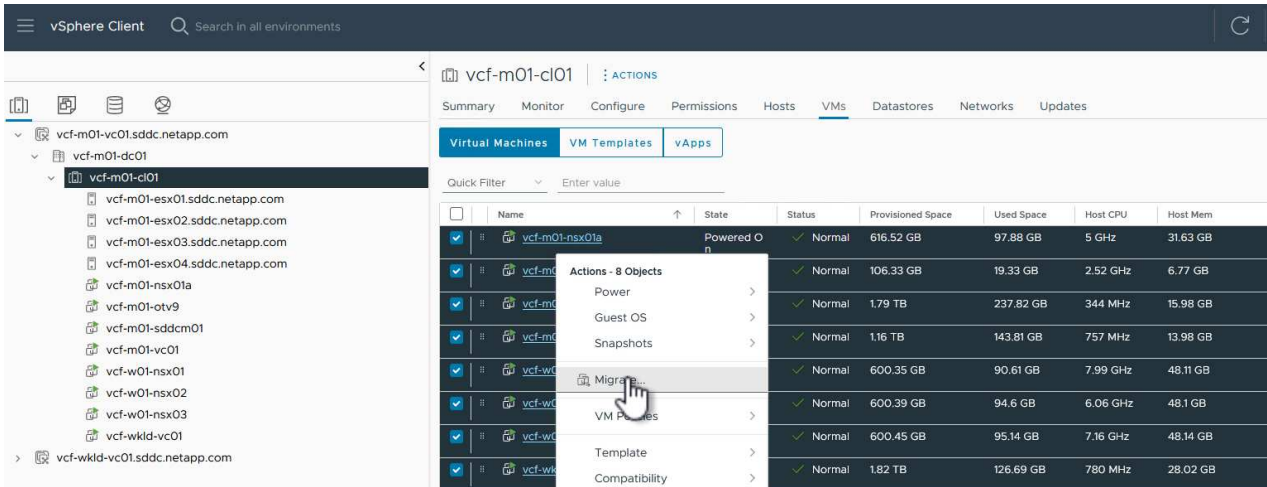 vSphere Client
Search in all environments
vcf-m01-vc01.sddc.netapp.com
vcf-m01-dc01
vcf-m01-cl01
vcf-m01-esx01.sddc.netapp.com
vcf-m01-esx02.sddc.netapp.com
vcf-m01-esx03.sddc.netapp.com
vcf-m01-esx04.sddc.netapp.com
vcf-m01-nsx01a
vcf-m01-otv9
vcf-m01-sddcm01
vcf-m01-vc01
vcf-w01-nsx01
vcf-w01-nsx02
vcf-w01-nsx03
vcf-wkld-vc01
vcf-wkld-vc01.sddc.netapp.com
vcf-m01-cl01 ACTIONS
Summary Monitor Configure Permissions Hosts VMs Datastores Networks Updates
Virtual Machines VM Templates vApps
Quick Filter Enter value
Name State Status Provisioned Space Used Space Host CPU Host Mem
vcf-m01-nsx01a Powered O
n Normal 616.52 GB 97.88 GB 5 GHz 31.63 GB
Normal 106.33 GB 19.33 GB 2.52 GHz 6.77 GB
Normal 1.79 TB 237.82 GB 344 MHz 15.98 GB
Normal 1.16 TB 143.81 GB 757 MHz 13.98 GB
Normal 600.35 GB 90.61 GB 7.99 GHz 48.11 GB
Normal 600.39 GB 94.6 GB 6.06 GHz 48.1 GB
Normal 600.45 GB 95.14 GB 7.16 GHz 48.14 GB
Normal 1.82 TB 126.69 GB 780 MHz 28.02 GB
Actions - 8 Objects
Power
Guest OS
Snapshots
Migrate...
VM Policies
Template
Compatibility